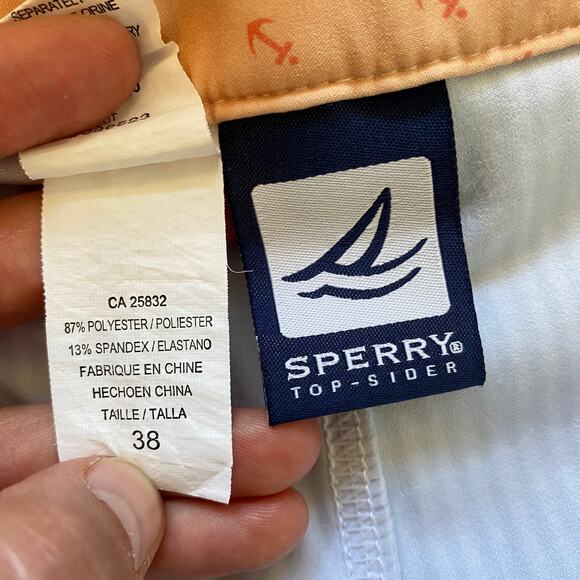 SEPARATELY
CA 25832
87% POLYESTER / POLIESTER
13% SPANDEX / ELASTANO
FABRIQUE EN CHINE
HECHOEN CHINA
TAILLE / TALLA
38
SPERRY®
TOP-SIDER